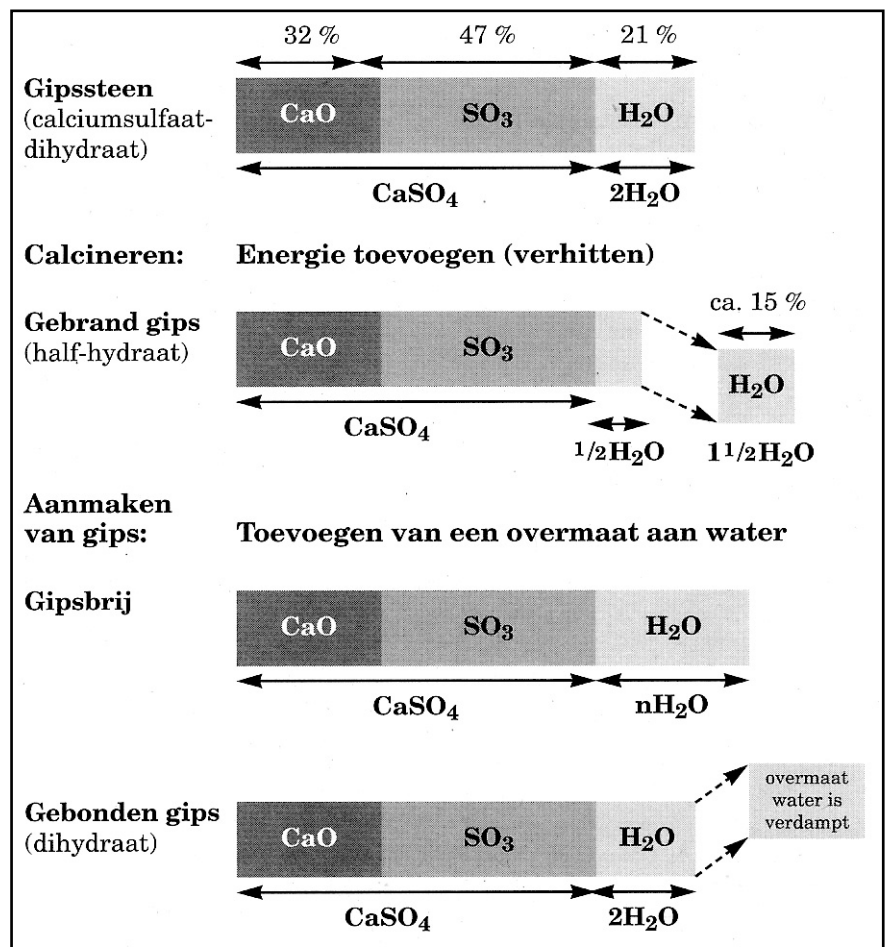 32 % 47 % 21 %
Gipssteen
(calciumsulfaat-
dihydraat)
CaO SO₃ H₂O
CaSO₄ 2H₂O
Calcineren: Energie toevoegen (verhitten)
ca. 15 %
Gebrand gips
(half-hydraat)
CaO SO₃ H₂O
CaSO₄ 1/2H₂O 1 1/2H₂O
Aanmaken
van gips: Toevoegen van een overmaat aan water
Gipsbrij
CaO SO₃ H₂O
CaSO₄ nH₂O
overmaat
water is
verdampt
Gebonden gips
(dihydraat)
CaO SO₃ H₂O
CaSO₄ 2H₂O